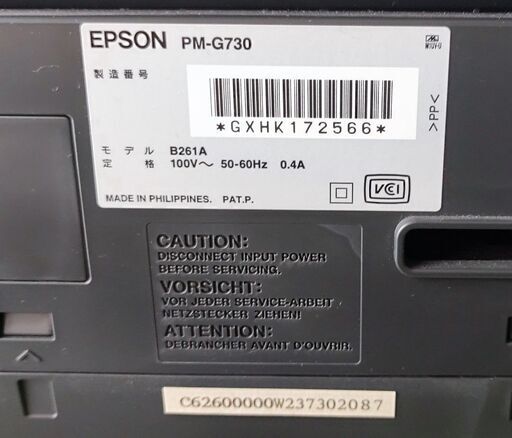 EPSON PM-G730
製造番号
*GXHK172566*
モデル B261A
定格 100V～ 50-60Hz 0.4A
MADE IN PHILIPPINES. PAT.P.
VCCI
>PP<
CAUTION:
DISCONNECT INPUT POWER
BEFORE SERVICING.
VORSICHT:
VOR JEDER SERVICE-ARBEIT
NETZSTECKER ZIEHEN!
ATTENTION:
DEBRANCHER AVANT D'OUVRIR.
C62600000W237302087